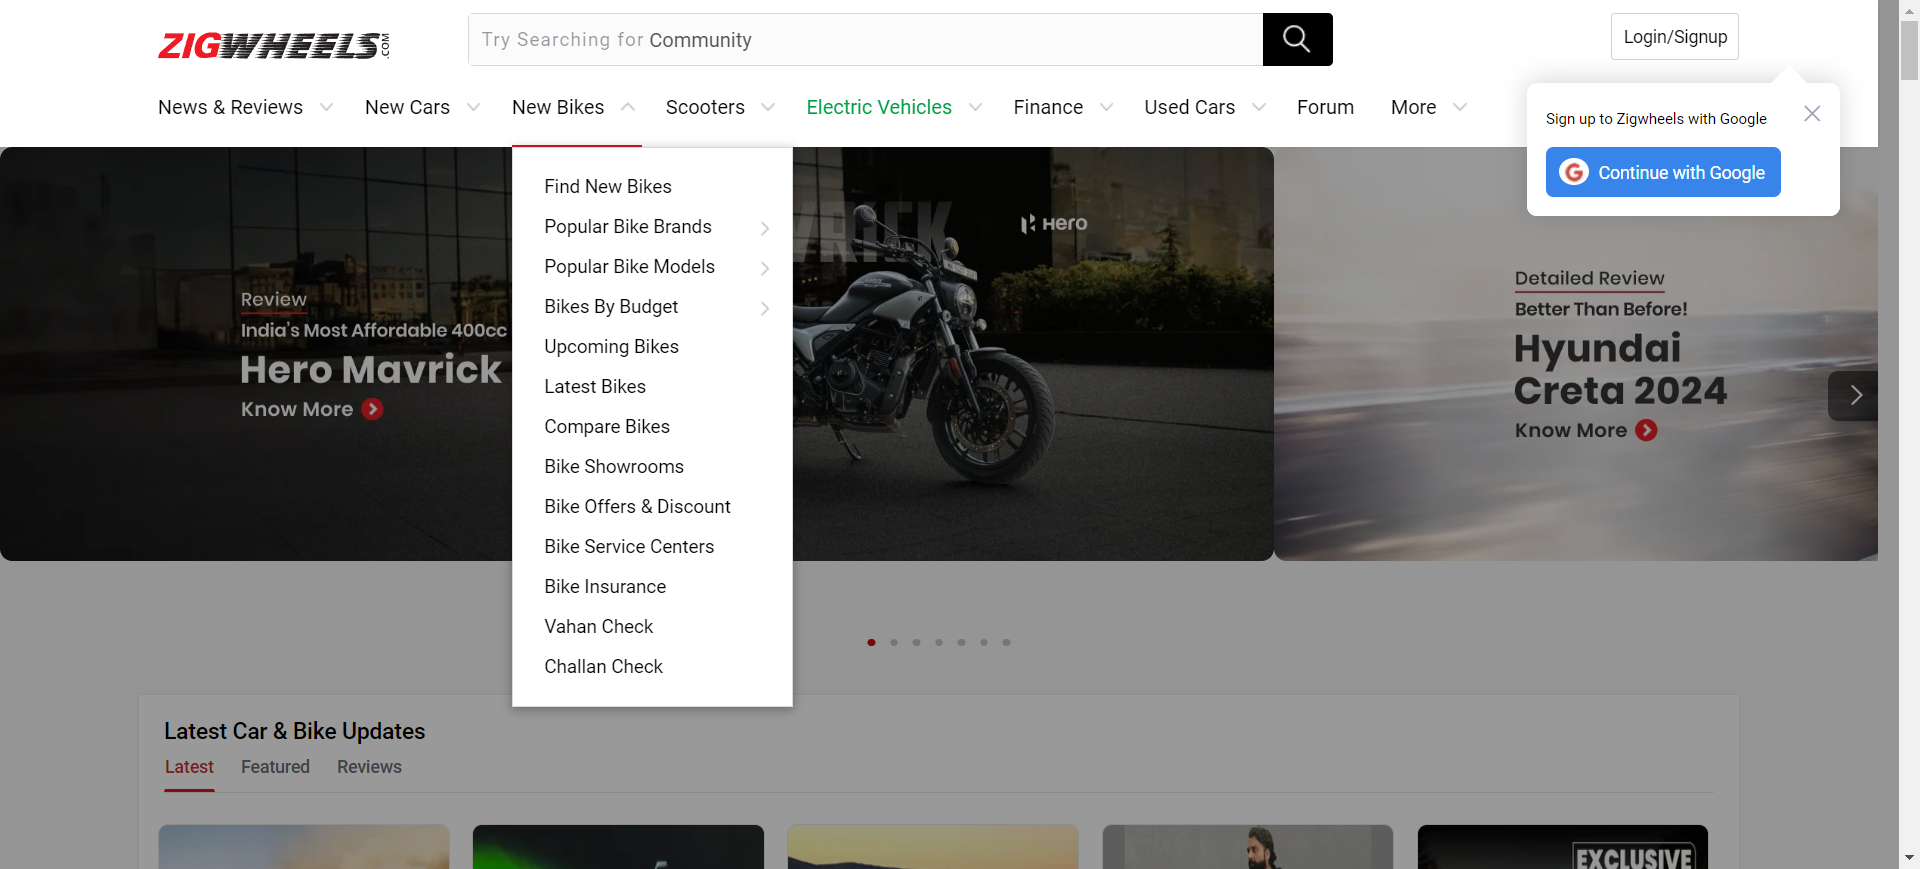 ZIGWHEELS.COM
Try Searching for Community
Login/Signup
News & Reviews
New Cars
New Bikes
Scooters
Electric Vehicles
Finance
Used Cars
Forum
More
Sign up to Zigwheels with Google
Continue with Google
Find New Bikes
Popular Bike Brands
Popular Bike Models
Bikes By Budget
Upcoming Bikes
Latest Bikes
Compare Bikes
Bike Showrooms
Bike Offers & Discount
Bike Service Centers
Bike Insurance
Vahan Check
Challan Check
Review
India's Most Affordable 400cc
Hero Mavrick
Know More
Hero
Detailed Review
Better Than Before!
Hyundai
Creta 2024
Know More
Latest Car & Bike Updates
Latest
Featured
Reviews
EXCLUSIVE